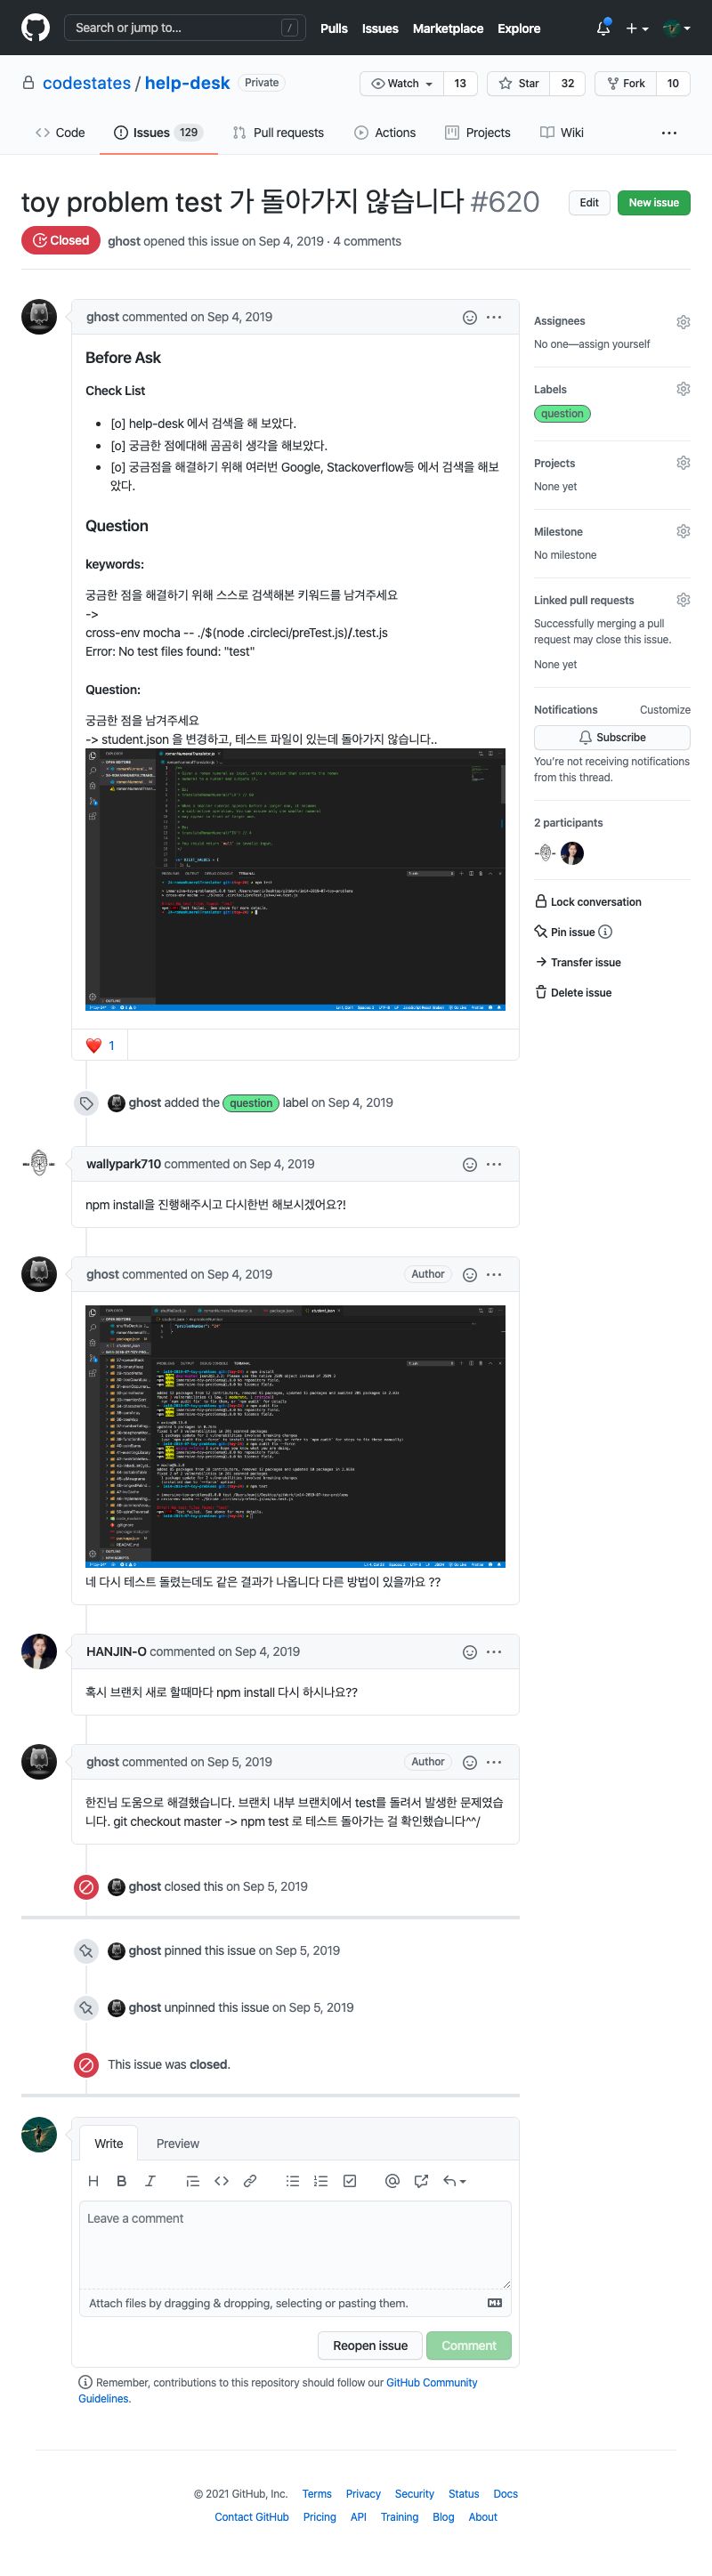 Search or jump to... /
Pulls Issues Marketplace Explore
codestates / help-desk Private
Watch 13 Star 32 Fork 10
Code Issues 129 Pull requests Actions Projects Wiki
toy problem test 가 돌아가지 않습니다 #620
Edit New issue
Closed ghost opened this issue on Sep 4, 2019 · 4 comments
ghost commented on Sep 4, 2019
Before Ask
Check List
• [o] help-desk 에서 검색을 해 보았다.
• [o] 궁금한 점에대해 곰곰히 생각을 해보았다.
• [o] 궁금점을 해결하기 위해 여러번 Google, Stackoverflow등 에서 검색을 해보
았다.
Question
keywords:
궁금한 점을 해결하기 위해 스스로 검색해본 키워드를 남겨주세요
->
cross-env mocha -- ./$(node .circleci/preTest.js)/.test.js
Error: No test files found: "test"
Question:
궁금한 점을 남겨주세요
-> student.json 을 변경하고, 테스트 파일이 있는데 돌아가지 않습니다..
❤️ 1
ghost added the question label on Sep 4, 2019
wallypark710 commented on Sep 4, 2019
npm install을 진행해주시고 다시한번 해보시겠어요?!
ghost commented on Sep 4, 2019 Author
네 다시 테스트 돌렸는데도 같은 결과가 나옵니다 다른 방법이 있을까요 ??
HANJIN-O commented on Sep 4, 2019
혹시 브랜치 새로 할때마다 npm install 다시 하시나요??
ghost commented on Sep 5, 2019 Author
한진님 도움으로 해결했습니다. 브랜치 내부 브랜치에서 test를 돌려서 발생한 문제였습
니다. git checkout master -> npm test 로 테스트 돌아가는 걸 확인했습니다^^/
ghost closed this on Sep 5, 2019
ghost pinned this issue on Sep 5, 2019
ghost unpinned this issue on Sep 5, 2019
This issue was closed.
Write Preview
Leave a comment
Attach files by dragging & dropping, selecting or pasting them.
Reopen issue Comment
Remember, contributions to this repository should follow our GitHub Community
Guidelines.
Assignees
No one—assign yourself
Labels
question
Projects
None yet
Milestone
No milestone
Linked pull requests
Successfully merging a pull
request may close this issue.
None yet
Notifications Customize
Subscribe
You're not receiving notifications
from this thread.
2 participants
Lock conversation
Pin issue
Transfer issue
Delete issue
© 2021 GitHub, Inc. Terms Privacy Security Status Docs
Contact GitHub Pricing API Training Blog About